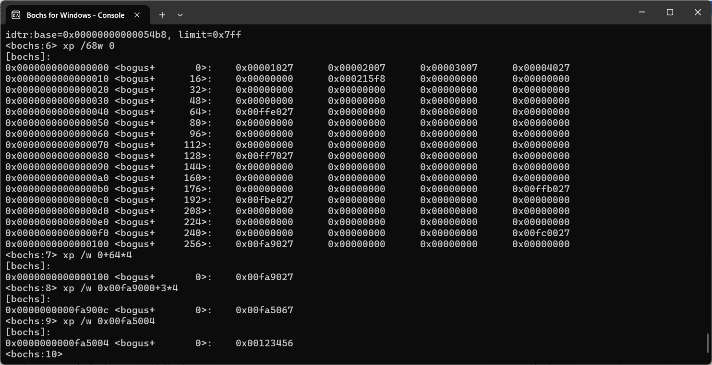 Bochs for Windows - Console
idtr:base=0x00000000000054b8, limit=0x7ff
<bochs:6> xp /68w 0
[bochs]:
0x0000000000000000 <bogus+       0>:    0x00001027      0x00002007      0x00003007      0x00004027
0x0000000000000010 <bogus+      16>:    0x00000000      0x000215f8      0x00000000      0x00000000
0x0000000000000020 <bogus+      32>:    0x00000000      0x00000000      0x00000000      0x00000000
0x0000000000000030 <bogus+      48>:    0x00000000      0x00000000      0x00000000      0x00000000
0x0000000000000040 <bogus+      64>:    0x00ffe027      0x00000000      0x00000000      0x00000000
0x0000000000000050 <bogus+      80>:    0x00000000      0x00000000      0x00000000      0x00000000
0x0000000000000060 <bogus+      96>:    0x00000000      0x00000000      0x00000000      0x00000000
0x0000000000000070 <bogus+     112>:    0x00000000      0x00000000      0x00000000      0x00000000
0x0000000000000080 <bogus+     128>:    0x00ff7027      0x00000000      0x00000000      0x00000000
0x0000000000000090 <bogus+     144>:    0x00000000      0x00000000      0x00000000      0x00000000
0x00000000000000a0 <bogus+     160>:    0x00000000      0x00000000      0x00000000      0x00000000
0x00000000000000b0 <bogus+     176>:    0x00000000      0x00000000      0x00000000      0x00ffb027
0x00000000000000c0 <bogus+     192>:    0x00fbe027      0x00000000      0x00000000      0x00000000
0x00000000000000d0 <bogus+     208>:    0x00000000      0x00000000      0x00000000      0x00000000
0x00000000000000e0 <bogus+     224>:    0x00000000      0x00000000      0x00000000      0x00000000
0x00000000000000f0 <bogus+     240>:    0x00000000      0x00000000      0x00000000      0x00fc0027
0x0000000000000100 <bogus+     256>:    0x00fa9027      0x00000000      0x00000000      0x00000000
<bochs:7> xp /w 0+64*4
[bochs]:
0x0000000000000100 <bogus+       0>:    0x00fa9027
<bochs:8> xp /w 0x00fa9000+3*4
[bochs]:
0x0000000000fa900c <bogus+       0>:    0x00fa5067
<bochs:9> xp /w 0x00fa5004
[bochs]:
0x0000000000fa5004 <bogus+       0>:    0x00123456
<bochs:10>